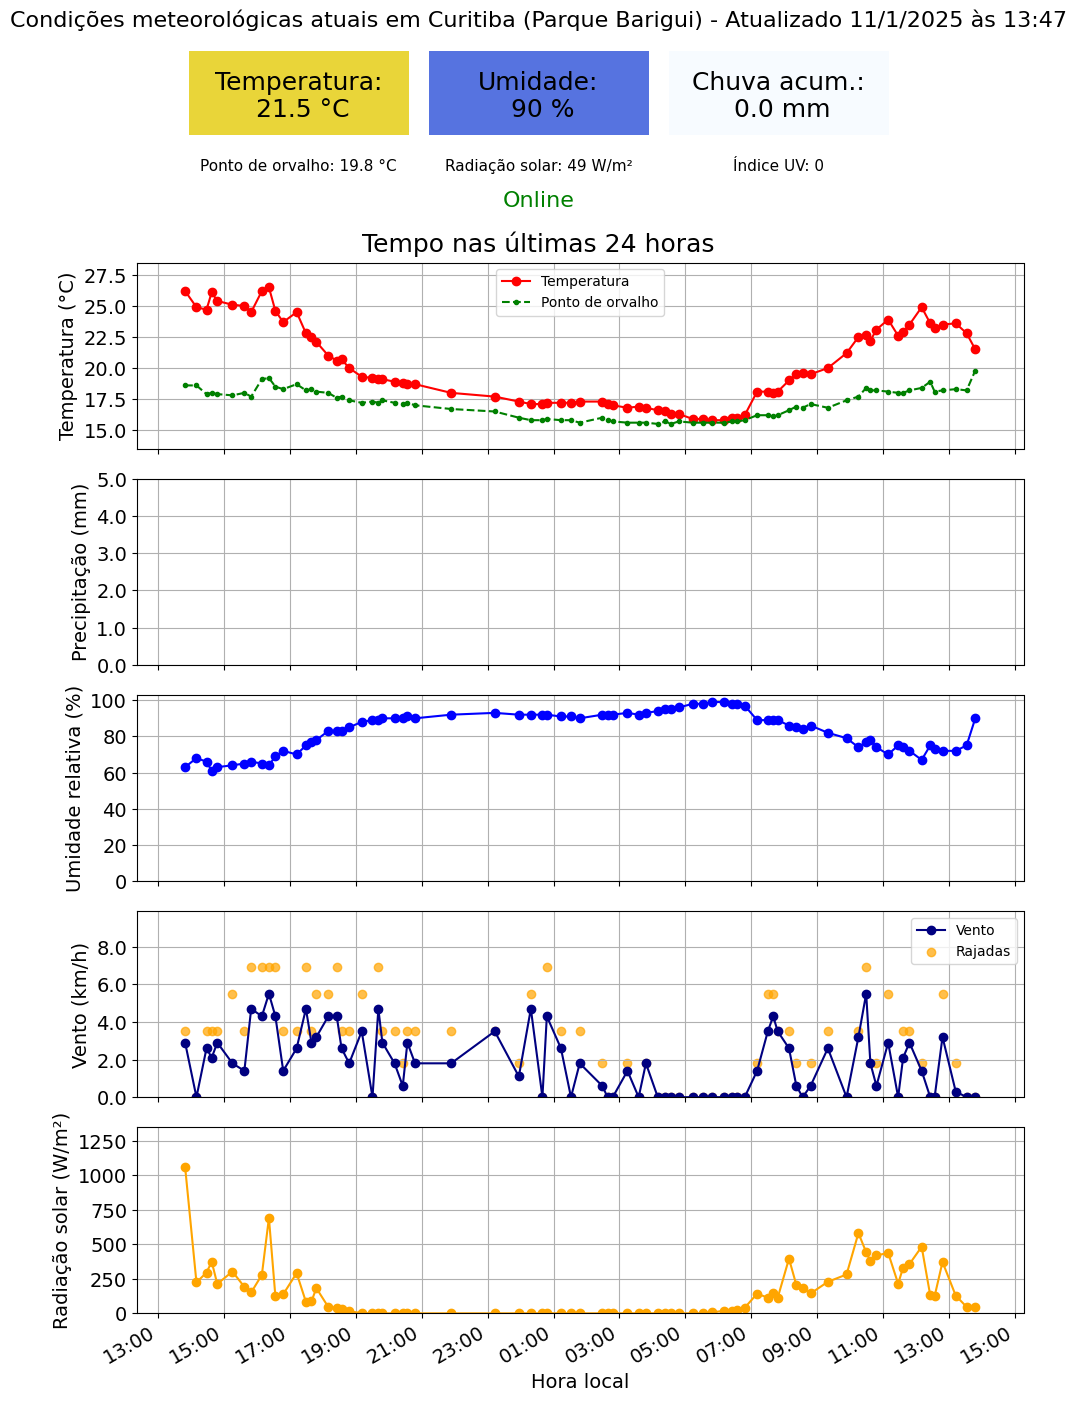 Condições meteorológicas atuais em Curitiba (Parque Barigui) - Atualizado 11/1/2025 às 13:47
Temperatura:
21.5 °C
Umidade:
90 %
Chuva acum.:
0.0 mm
Ponto de orvalho: 19.8 °C
Radiação solar: 49 W/m²
Índice UV: 0
Online
Tempo nas últimas 24 horas
Temperatura (°C)
27.5
25.0
22.5
20.0
17.5
15.0
Temperatura
Ponto de orvalho
Precipitação (mm)
5.0
4.0
3.0
2.0
1.0
0.0
Umidade relativa (%)
100
80
60
40
20
0
Vento (km/h)
8.0
6.0
4.0
2.0
0.0
Vento
Rajadas
Radiação solar (W/m²)
1250
1000
750
500
250
0
13:00
15:00
17:00
19:00
21:00
23:00
01:00
03:00
05:00
07:00
09:00
11:00
13:00
15:00
Hora local